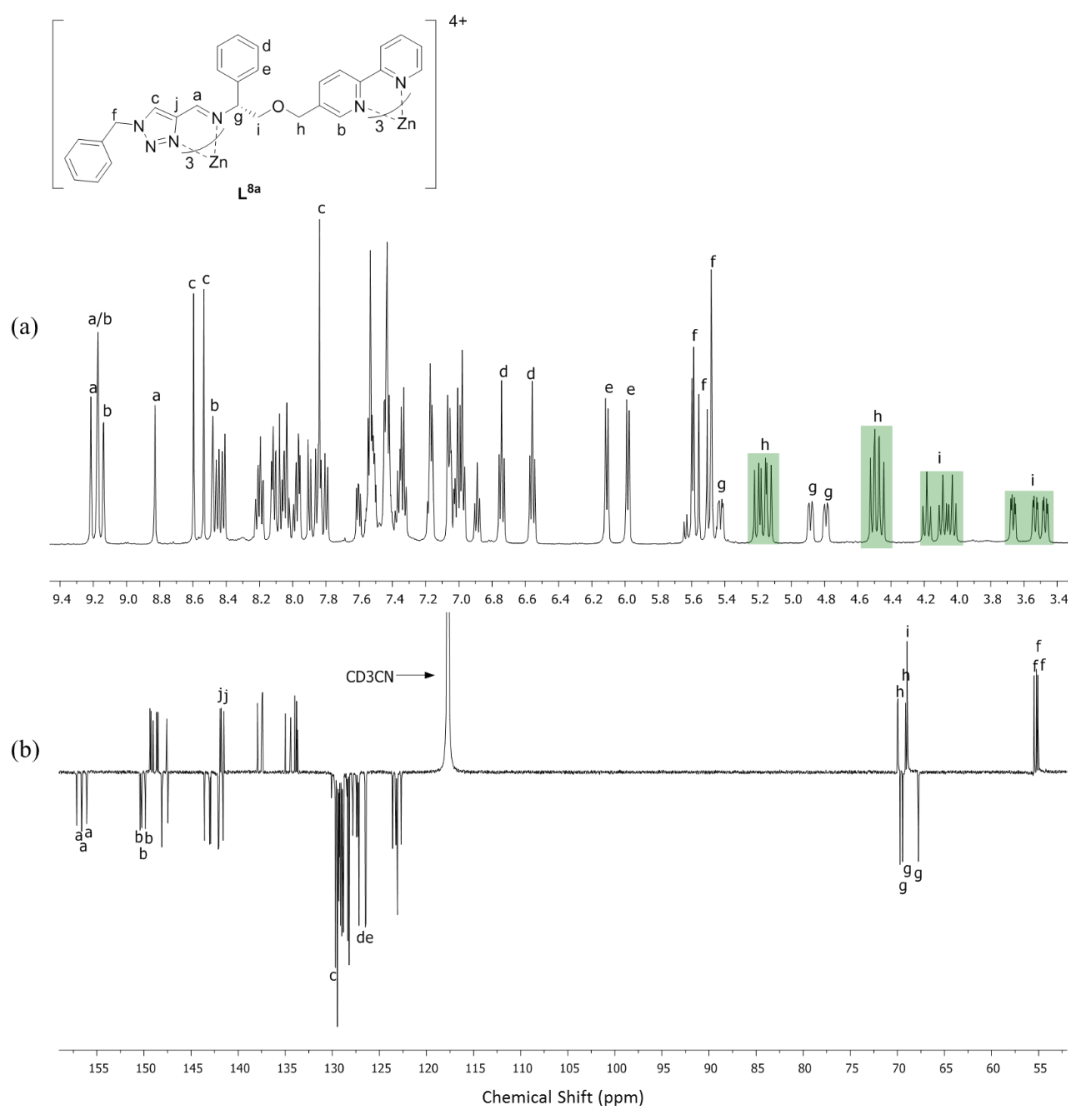 4+
d
e
c
a
j
f
g
O
i
h
b
N
N
N
N
N
N
3
Zn
3
Zn
L8a
(a)
a
a/b
b
a
c
c
b
c
d
d
e
e
f
f
f
g
h
g
g
h
i
i
9.4 9.2 9.0 8.8 8.6 8.4 8.2 8.0 7.8 7.6 7.4 7.2 7.0 6.8 6.6 6.4 6.2 6.0 5.8 5.6 5.4 5.2 5.0 4.8 4.6 4.4 4.2 4.0 3.8 3.6 3.4
(b)
a
a
a
b
b
b
j
j
c
d
e
CD3CN
h
h
i
g
g
g
f
f
f
155 150 145 140 135 130 125 120 115 110 105 100 95 90 85 80 75 70 65 60 55
Chemical Shift (ppm)